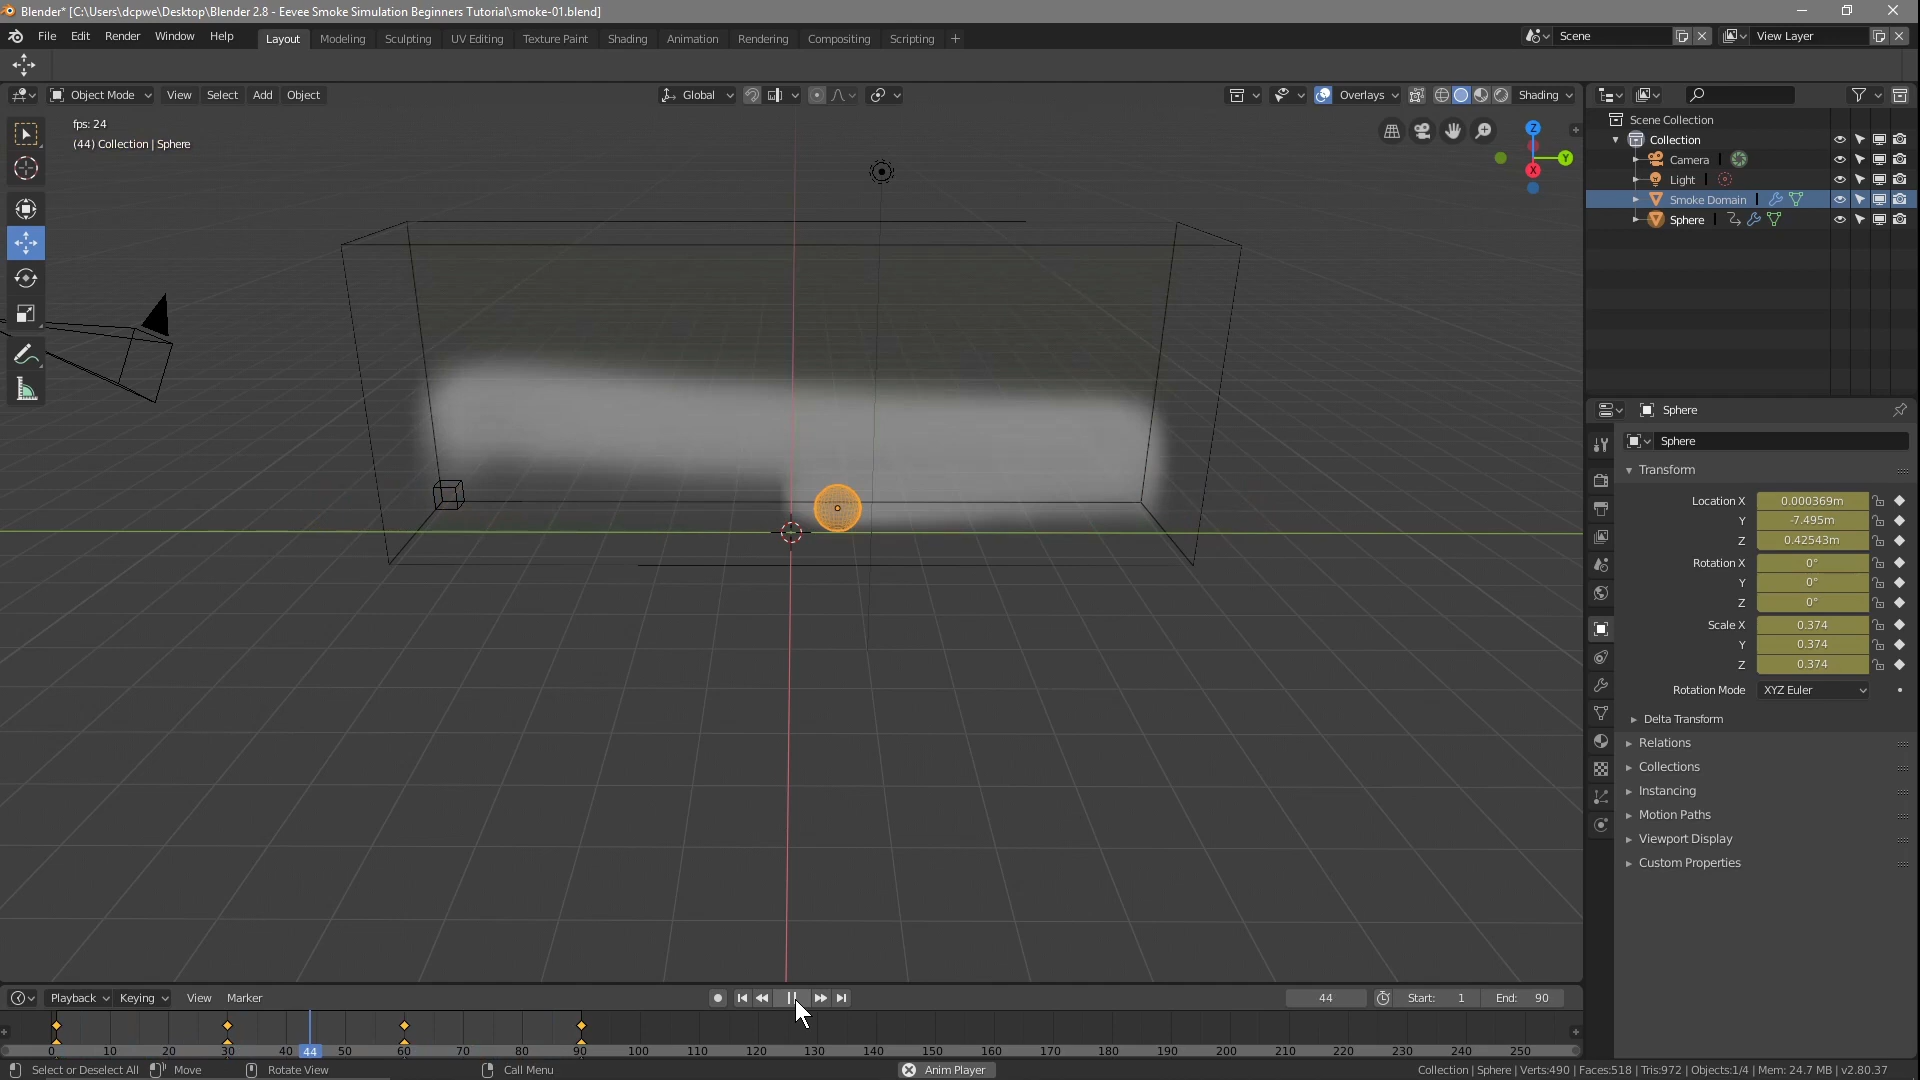 Blender* [C:\Users\dcpwe\Desktop\Blender 2.8 - Eevee Smoke Simulation Beginners Tutorial\smoke-01.blend]
File Edit Render Window Help Layout Modeling Sculpting UV Editing Texture Paint Shading Animation Rendering Compositing Scripting + Scene View Layer
Object Mode View Select Add Object Global Overlays Shading
fps: 24
(44) Collection | Sphere
Z
Y
X
Scene Collection
Collection
Camera
Light
Smoke Domain
Sphere
Sphere
Sphere
Transform
Location X 0.000369m
Y -7.495m
Z 0.42543m
Rotation X 0°
Y 0°
Z 0°
Scale X 0.374
Y 0.374
Z 0.374
Rotation Mode XYZ Euler
Delta Transform
Relations
Collections
Instancing
Motion Paths
Viewport Display
Custom Properties
Playback Keying View Marker 44 Start: 1 End: 90
0 10 20 30 40 44 50 60 70 80 90 100 110 120 130 140 150 160 170 180 190 200 210 220 230 240 250
Select or Deselect All Move Rotate View Call Menu Anim Player Collection | Sphere | Verts:490 | Faces:518 | Tris:972 | Objects:1/4 | Mem: 24.7 MB | v2.80.37